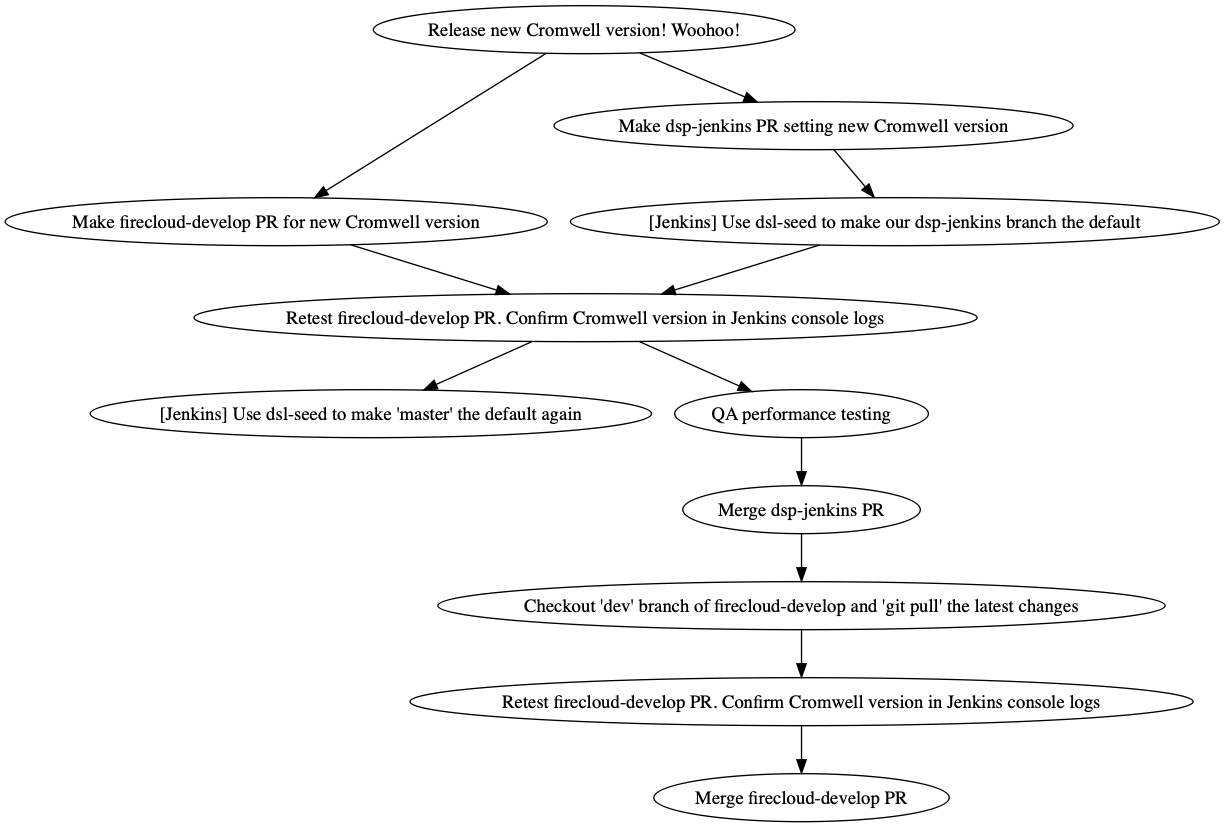 Release new Cromwell version! Woohoo!
Make dsp-jenkins PR setting new Cromwell version
Make firecloud-develop PR for new Cromwell version
[Jenkins] Use dsl-seed to make our dsp-jenkins branch the default
Retest firecloud-develop PR. Confirm Cromwell version in Jenkins console logs
[Jenkins] Use dsl-seed to make 'master' the default again
QA performance testing
Merge dsp-jenkins PR
Checkout 'dev' branch of firecloud-develop and 'git pull' the latest changes
Retest firecloud-develop PR. Confirm Cromwell version in Jenkins console logs
Merge firecloud-develop PR